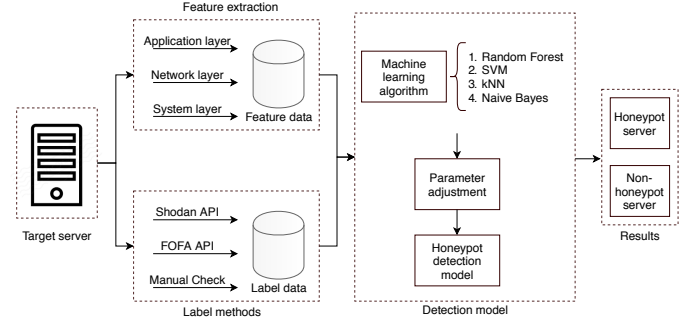 Feature extraction
Application layer
Network layer
System layer
Feature data
Target server
Shodan API
FOFA API
Manual Check
Label data
Label methods
Machine
learning
algorithm
1. Random Forest
2. SVM
3. kNN
4. Naive Bayes
Parameter
adjustment
Honeypot
detection
model
Detection model
Honeypot
server
Non-
honeypot
server
Results